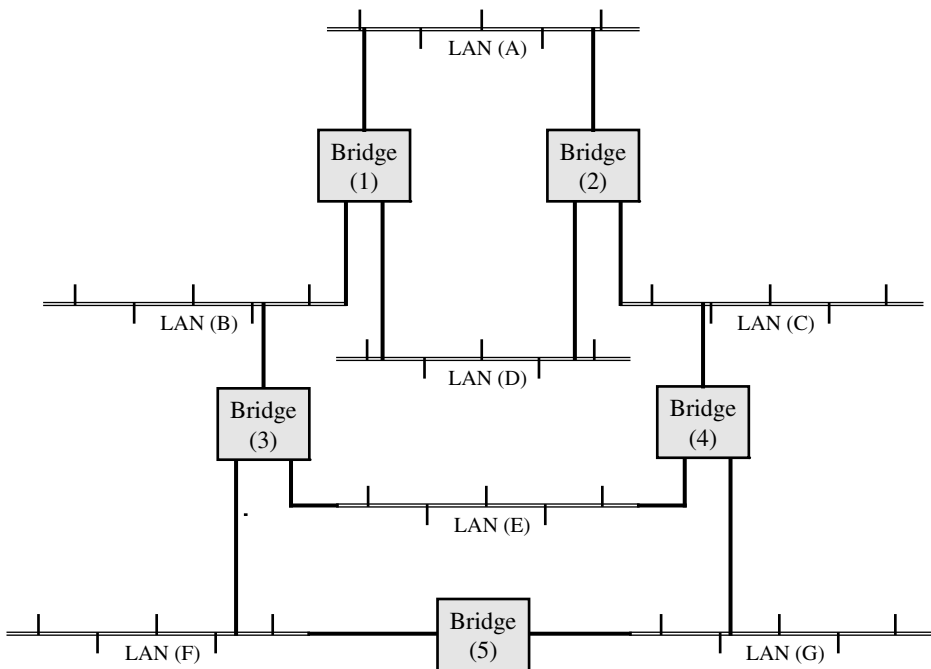 LAN (A)
Bridge
(1)
Bridge
(2)
LAN (B)
LAN (C)
LAN (D)
Bridge
(3)
Bridge
(4)
LAN (E)
Bridge
(5)
LAN (F)
LAN (G)